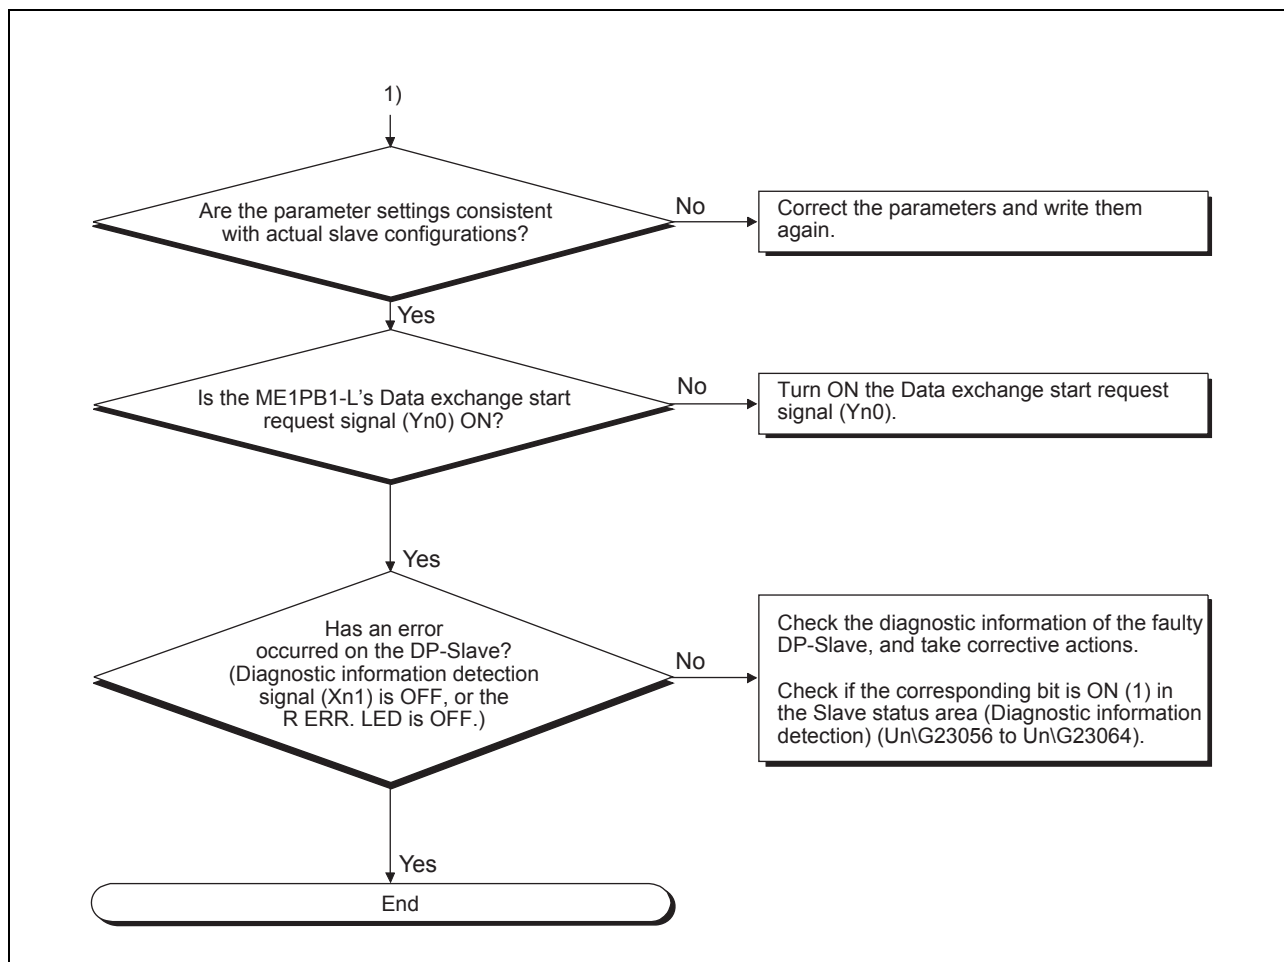 1)
Are the parameter settings consistent
with actual slave configurations?
No
Correct the parameters and write them
again.
Yes
Is the ME1PB1-L's Data exchange start
request signal (Yn0) ON?
No
Turn ON the Data exchange start request
signal (Yn0).
Yes
Has an error
occurred on the DP-Slave?
(Diagnostic information detection
signal (Xn1) is OFF, or the
R ERR. LED is OFF.)
No
Check the diagnostic information of the faulty
DP-Slave, and take corrective actions.
Check if the corresponding bit is ON (1) in
the Slave status area (Diagnostic information
detection) (Un\G23056 to Un\G23064).
Yes
End